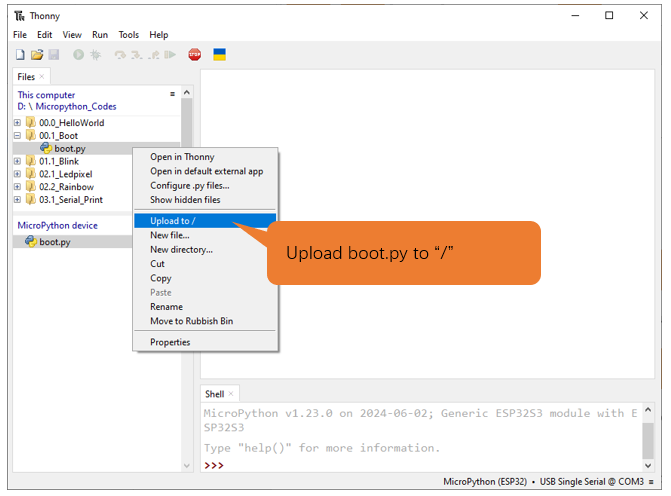 Thonny
File Edit View Run Tools Help
STOP
Files
This computer
D: \ Micropython_Codes
00.0_HelloWorld
00.1_Boot
boot.py
01.1_Blink
02.1_Ledpixel
02.2_Rainbow
03.1_Serial_Print
MicroPython device
boot.py
Open in Thonny
Open in default external app
Configure .py files...
Show hidden files
Upload to /
New file...
New directory...
Cut
Copy
Paste
Rename
Move to Rubbish Bin
Properties
Upload boot.py to “/”
Shell
MicroPython v1.23.0 on 2024-06-02; Generic ESP32S3 module with E
SP32S3
Type "help()" for more information.
>>>
MicroPython (ESP32) • USB Single Serial @ COM3 ≡